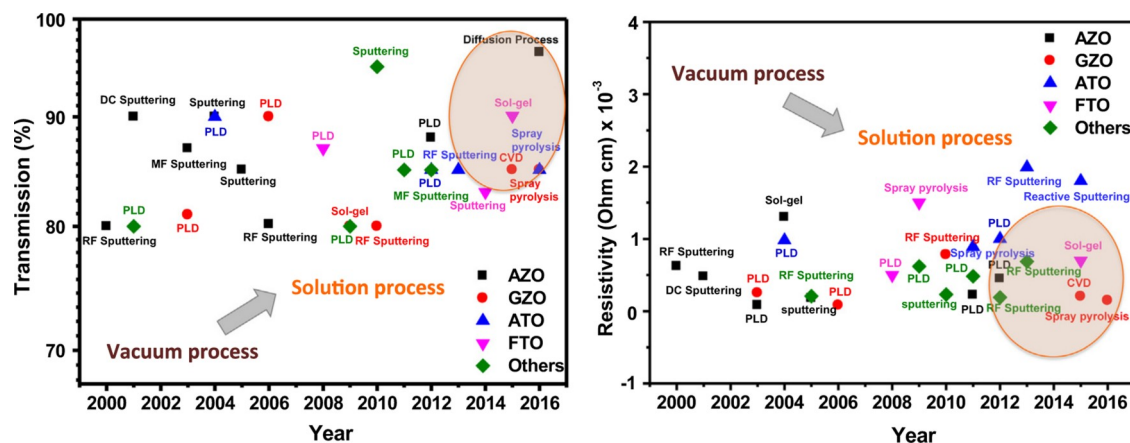 100
90
80
70
Transmission (%)
Diffusion Process
Sputtering
DC Sputtering
Sputtering
PLD
PLD
Sol-gel
PLD
PLD
Spray
pyrolysis
MF Sputtering
Sputtering
PLD
RF Sputtering
CVD
PLD
MF Sputtering
Spray
pyrolysis
Sputtering
PLD
PLD
Sol-gel
RF Sputtering
RF Sputtering
PLD
RF Sputtering
Solution process
Vacuum process
AZO
GZO
ATO
FTO
Others
2000 2002 2004 2006 2008 2010 2012 2014 2016
Year
6
5
4
3
2
1
0
-1
Resistivity (Ohm cm) x 10-3
AZO
GZO
ATO
FTO
Others
Vacuum process
Solution process
RF Sputtering
Reactive Sputtering
Spray pyrolysis
Sol-gel
PLD
PLD
RF Sputtering
Spray pyrolysis
Sol-gel
RF Sputtering
DC Sputtering
PLD
RF Sputtering
PLD
PLD
PLD
PLD
PLD
RF Sputtering
CVD
PLD
sputtering
sputtering
PLD
RF Sputtering
Spray pyrolysis
2000 2002 2004 2006 2008 2010 2012 2014 2016
Year